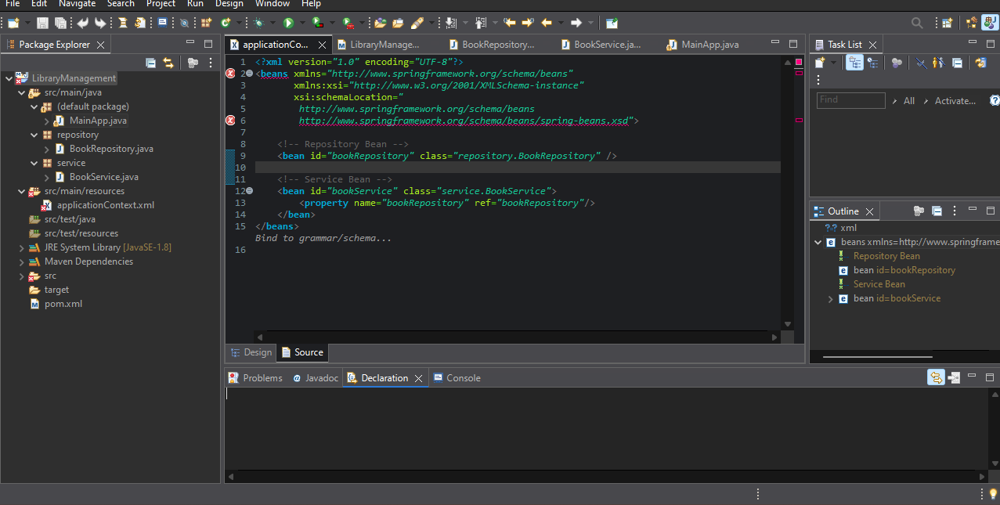 File Edit Navigate Search Project Run Design Window Help
Package Explorer
LibraryManagement
src/main/java
(default package)
MainApp.java
repository
BookRepository.java
service
BookService.java
src/main/resources
applicationContext.xml
src/test/java
src/test/resources
JRE System Library [JavaSE-1.8]
Maven Dependencies
src
target
pom.xml
applicationCo... LibraryManage... BookRepository... BookService.ja... MainApp.java
1 <?xml version="1.0" encoding="UTF-8"?>
2 <beans xmlns="http://www.springframework.org/schema/beans"
3 xmlns:xsi="http://www.w3.org/2001/XMLSchema-instance"
4 xsi:schemaLocation="
5 http://www.springframework.org/schema/beans
6 http://www.springframework.org/schema/beans/spring-beans.xsd">
7
8 <!-- Repository Bean -->
9 <bean id="bookRepository" class="repository.BookRepository" />
10
11 <!-- Service Bean -->
12 <bean id="bookService" class="service.BookService">
13 <property name="bookRepository" ref="bookRepository"/>
14 </bean>
15 </beans>
Bind to grammar/schema...
16
Design Source
Task List
Find All Activate...
Outline
?-? xml
beans xmlns=http://www.springframe
Repository Bean
bean id=bookRepository
Service Bean
bean id=bookService
Problems Javadoc Declaration Console